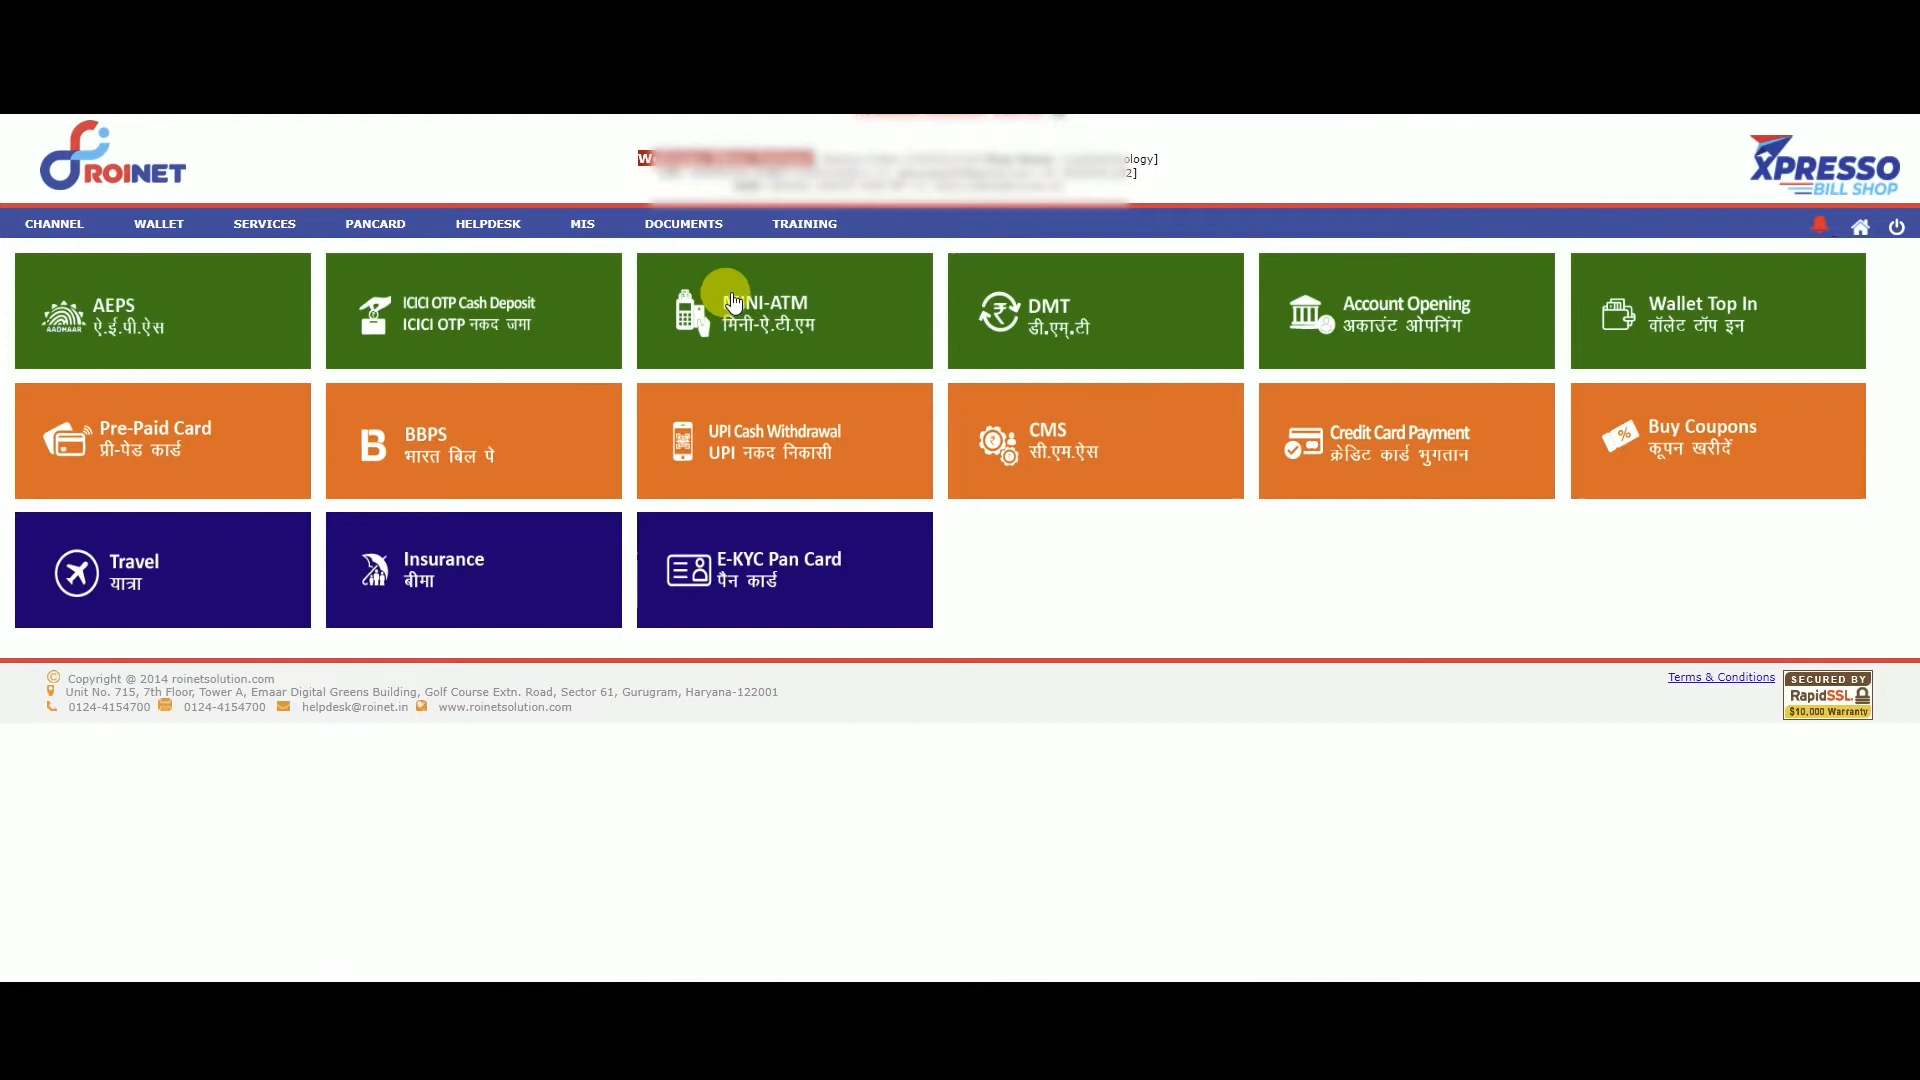 ROINET
ology]
2]
XPRESSO
BILL SHOP
CHANNEL WALLET SERVICES PANCARD HELPDESK MIS DOCUMENTS TRAINING
AEPS
ऐ.ई.पी.ऐस
AADHAAR
ICICI OTP Cash Deposit
ICICI OTP नकद जमा
NI-ATM
मिनी-ऐ.टी.एम
DMT
डी.एम्.टी
Account Opening
अकाउंट ओपनिंग
Wallet Top In
वॉलेट टॉप इन
Pre-Paid Card
प्री-पेड कार्ड
BBPS
भारत बिल पे
UPI Cash Withdrawal
UPI नकद निकासी
CMS
सी.एम.ऐस
Credit Card Payment
क्रेडिट कार्ड भुगतान
Buy Coupons
कूपन खरीदें
Travel
यात्रा
Insurance
बीमा
E-KYC Pan Card
पैन कार्ड
© Copyright @ 2014 roinetsolution.com
Unit No. 715, 7th Floor, Tower A, Emaar Digital Greens Building, Golf Course Extn. Road, Sector 61, Gurugram, Haryana-122001
0124-4154700 0124-4154700 helpdesk@roinet.in www.roinetsolution.com
Terms & Conditions
SECURED BY
RapidSSL
$10,000 Warranty